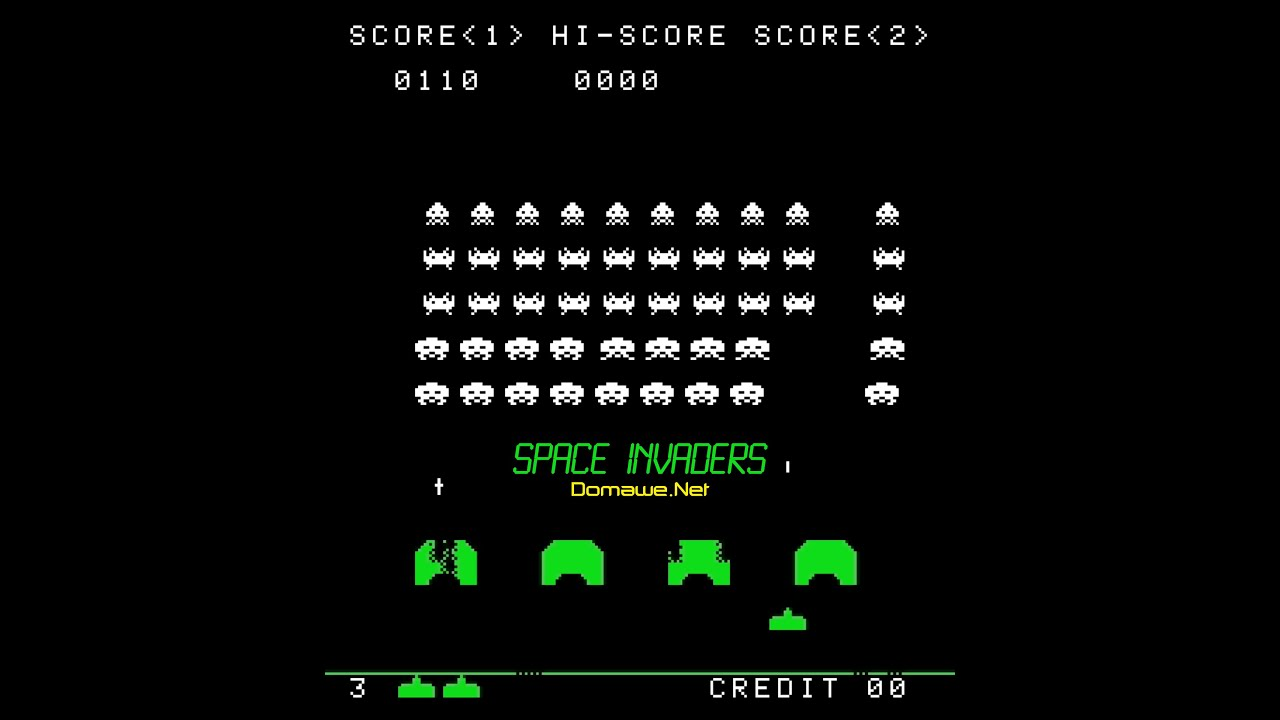 SCORE<1> HI-SCORE SCORE<2>
0110 0000
SPACE INVADERS
Domawe.Net
3 CREDIT 00